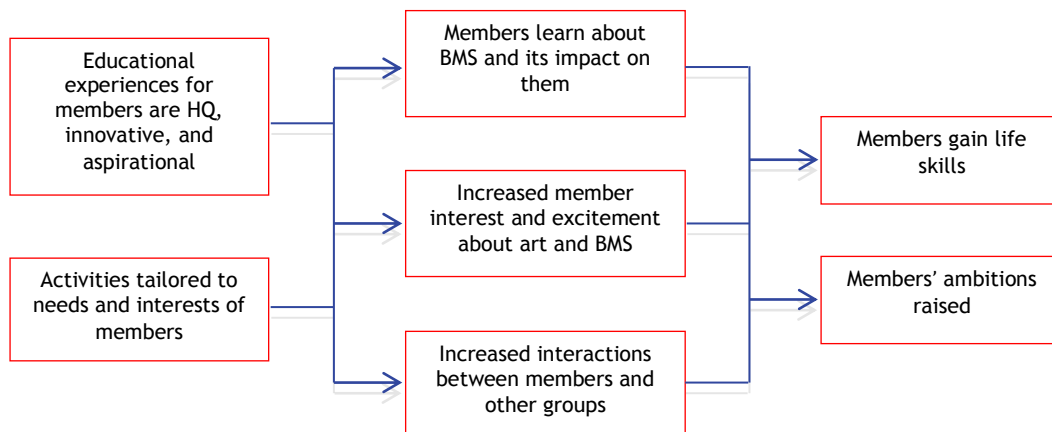 Educational
experiences for
members are HQ,
innovative, and
aspirational
Activities tailored to
needs and interests of
members
Members learn about
BMS and its impact on
them
Increased member
interest and excitement
about art and BMS
Increased interactions
between members and
other groups
Members gain life
skills
Members’ ambitions
raised